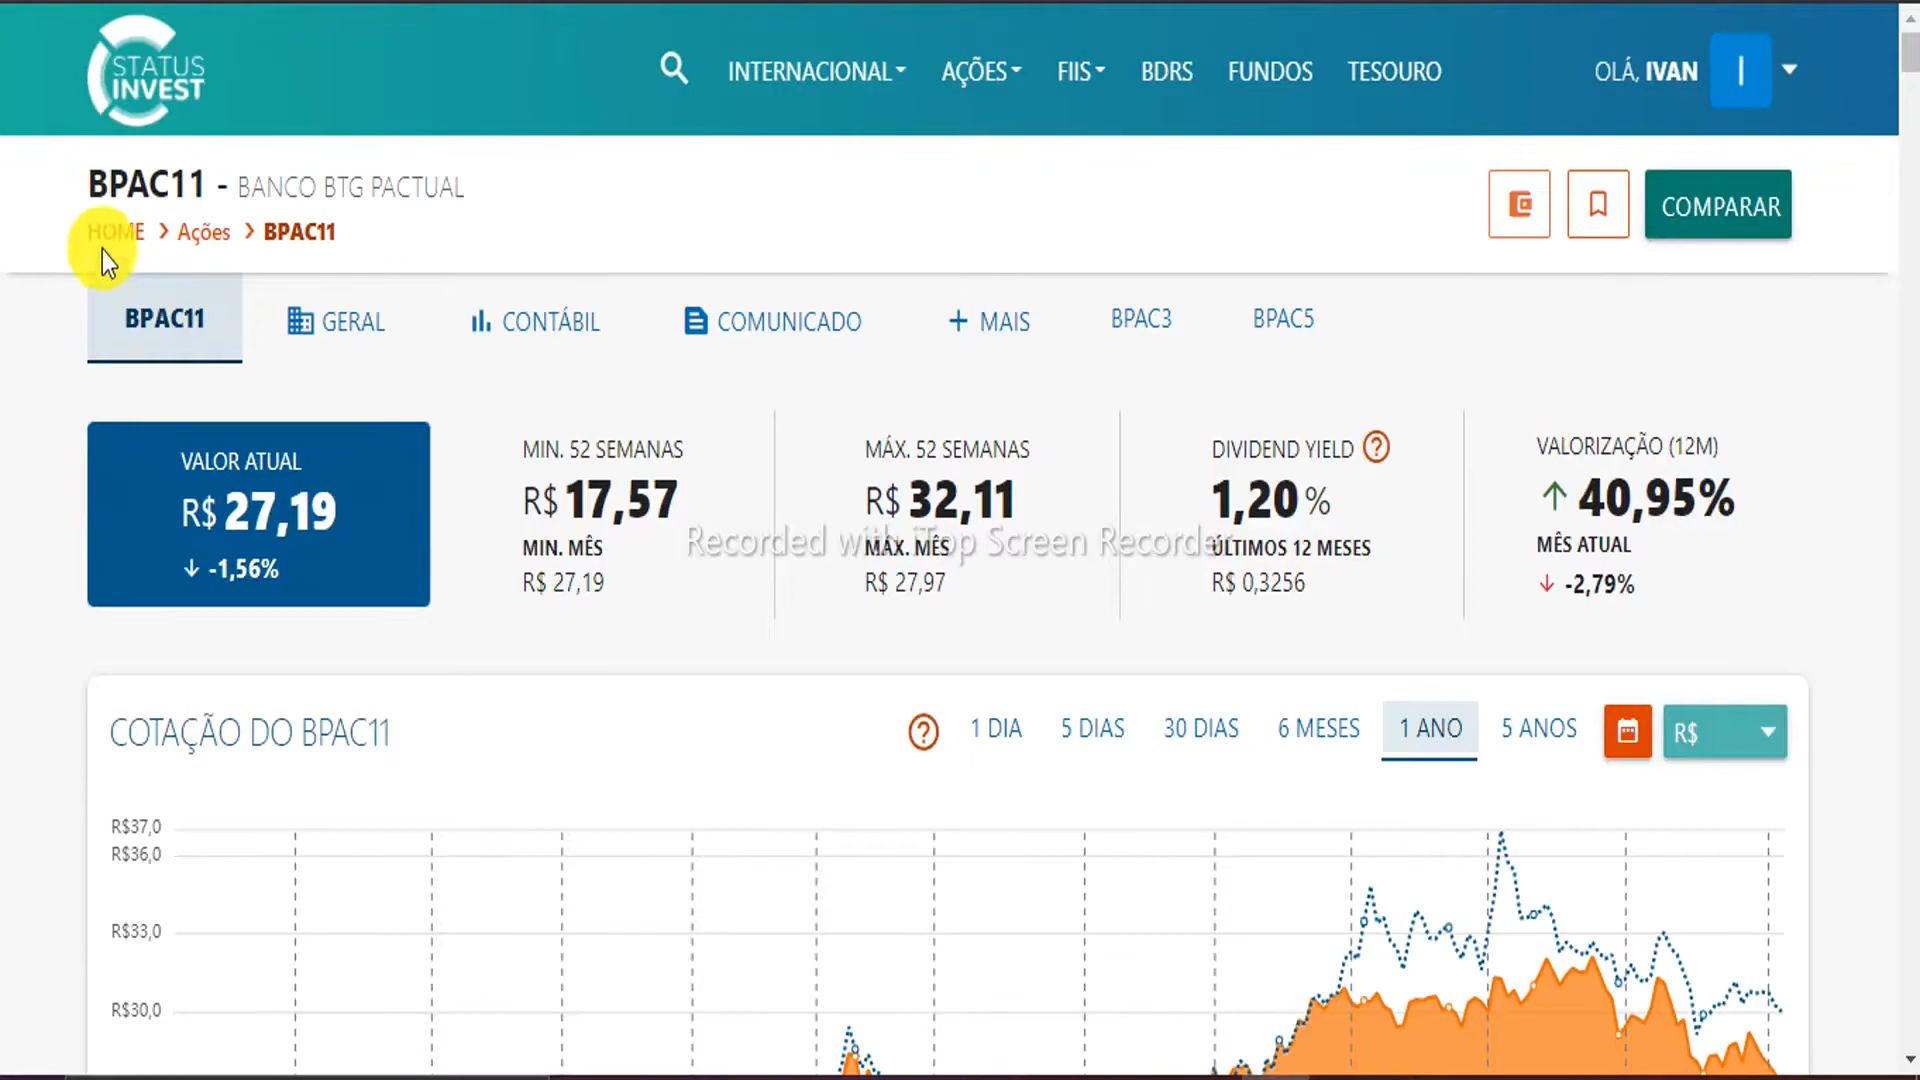 STATUS
INVEST
INTERNACIONAL
AÇÕES
FIIS
BDRS
FUNDOS
TESOURO
OLÁ, IVAN
I
BPAC11 - BANCO BTG PACTUAL
HOME > Ações > BPAC11
COMPARAR
BPAC11
GERAL
CONTÁBIL
COMUNICADO
+ MAIS
BPAC3
BPAC5
VALOR ATUAL
R$ 27,19
-1,56%
MIN. 52 SEMANAS
R$ 17,57
MIN. MÊS
R$ 27,19
MÁX. 52 SEMANAS
R$ 32,11
MÁX. MÊS
R$ 27,97
DIVIDEND YIELD ?
1,20 %
ÚLTIMOS 12 MESES
R$ 0,3256
VALORIZAÇÃO (12M)
40,95%
MÊS ATUAL
-2,79%
Recorded with iTop Screen Recorder
COTAÇÃO DO BPAC11
?
1 DIA
5 DIAS
30 DIAS
6 MESES
1 ANO
5 ANOS
R$
R$37,0
R$36,0
R$33,0
R$30,0